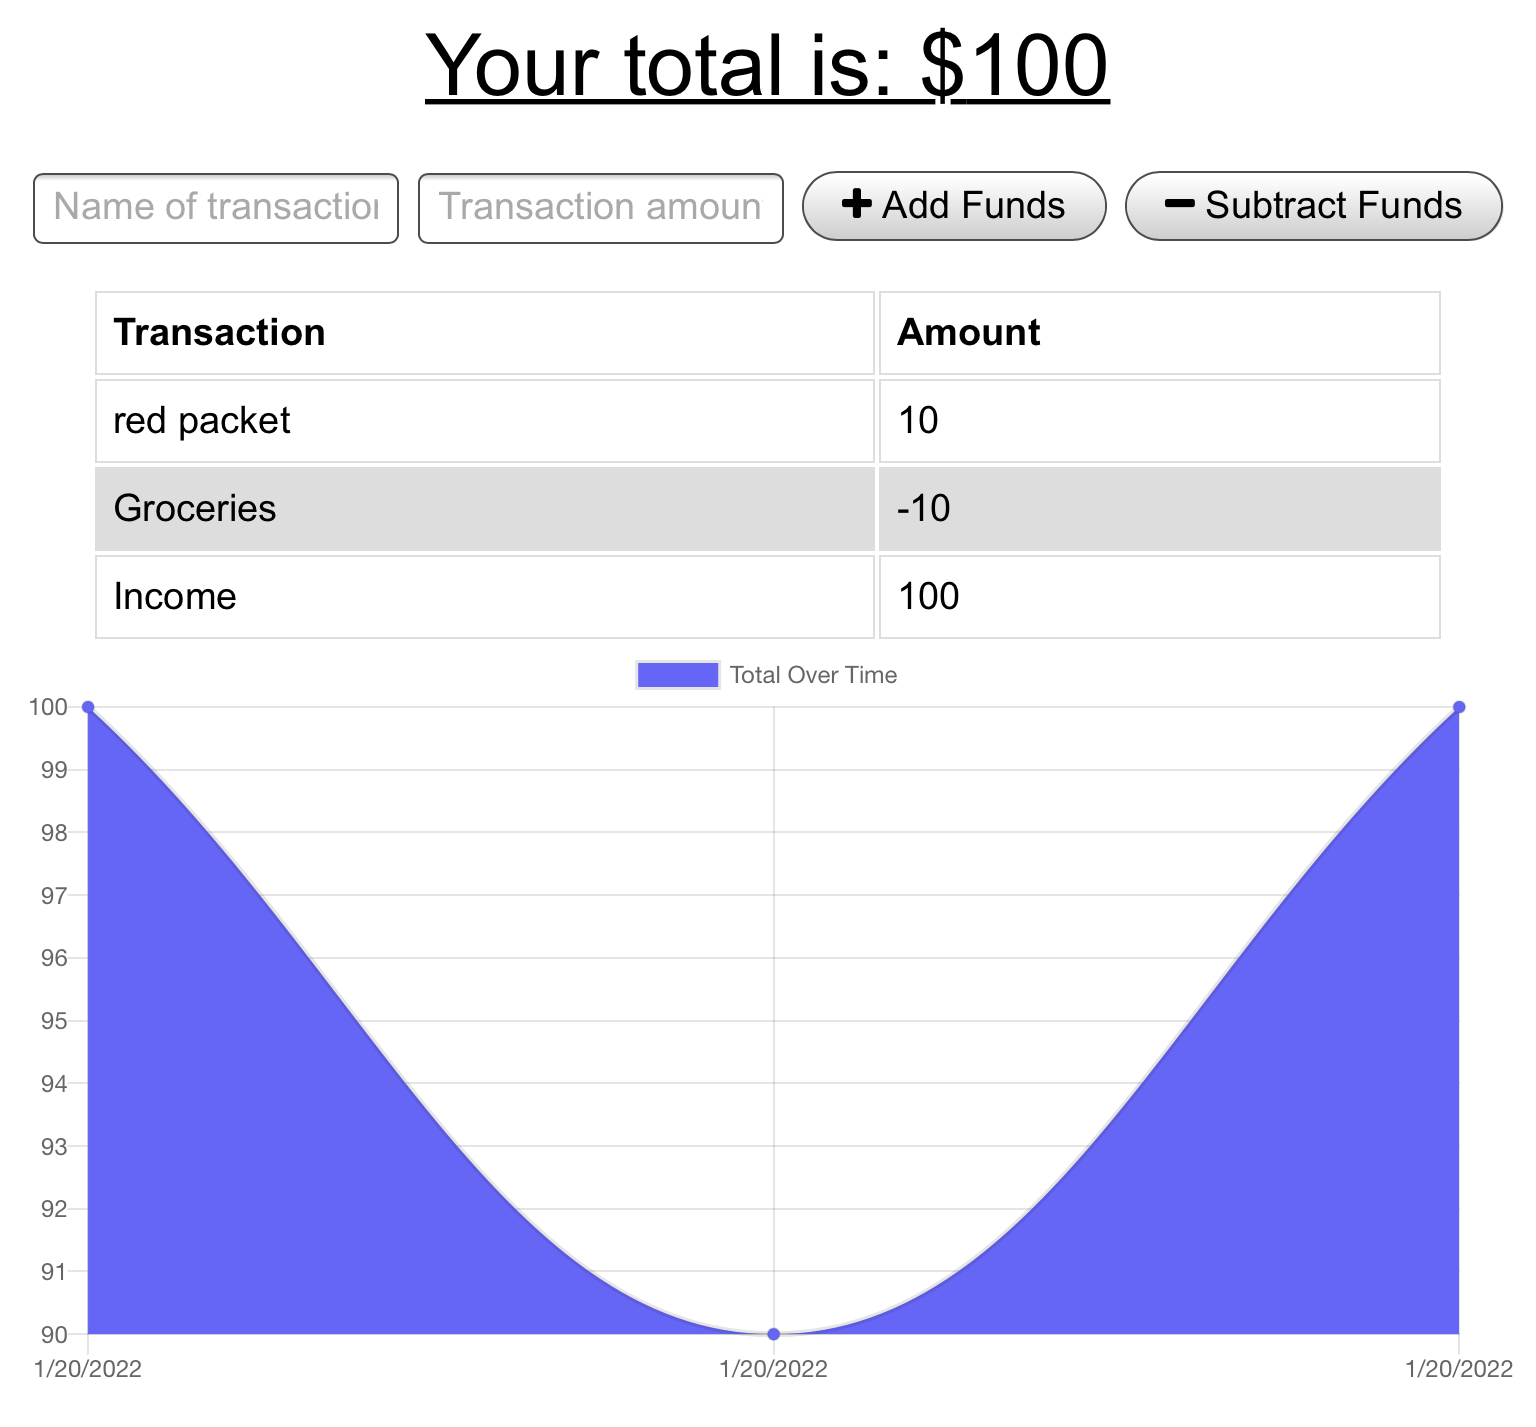 Your total is: $100
Name of transaction
Transaction amoun
Add Funds
Subtract Funds
Transaction Amount
red packet 10
Groceries -10
Income 100
Total Over Time
100
99
98
97
96
95
94
93
92
91
90
1/20/2022 1/20/2022 1/20/2022